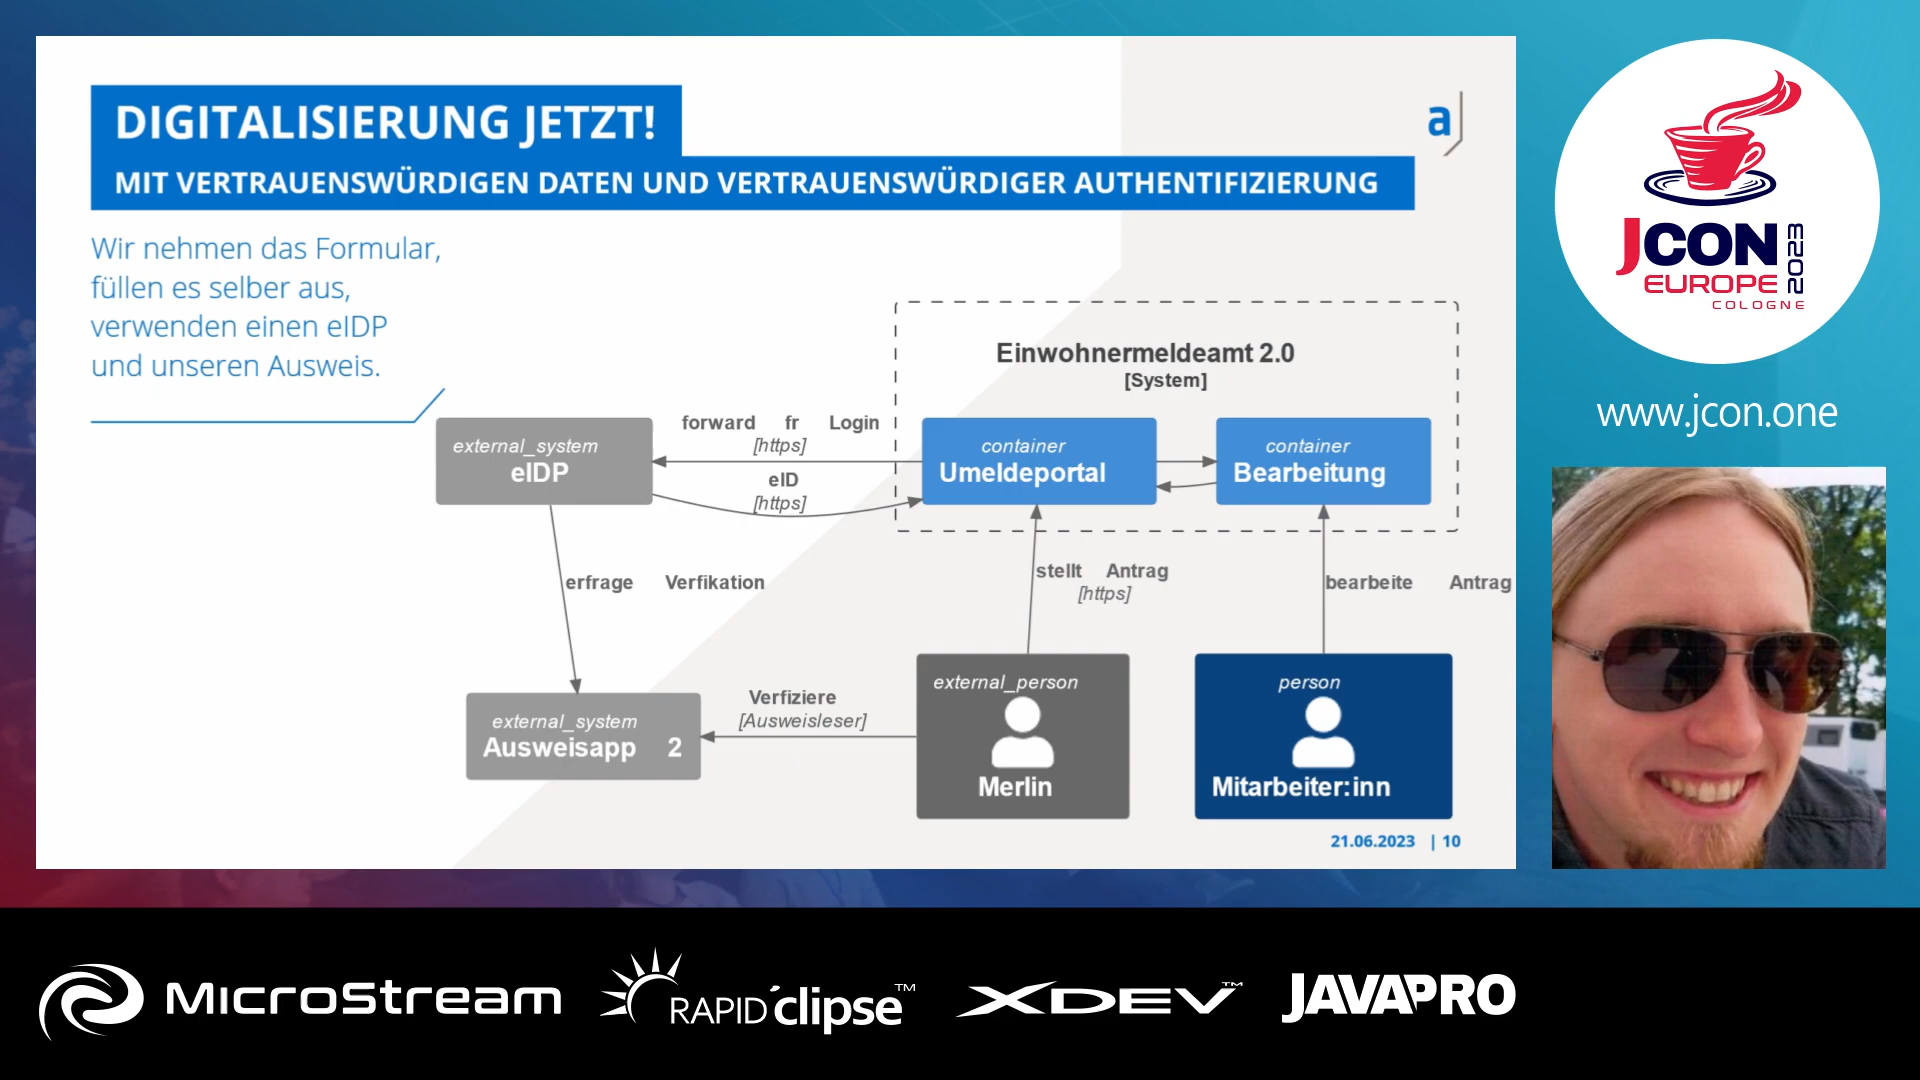 DIGITALISIERUNG JETZT!
MIT VERTRAUENSWÜRDIGEN DATEN UND VERTRAUENSWÜRDIGER AUTHENTIFIZIERUNG
a
Wir nehmen das Formular,
füllen es selber aus,
verwenden einen eIDP
und unseren Ausweis.
Einwohnermeldeamt 2.0
[System]
external_system
eIDP
forward fr Login
[https]
eID
[https]
container
Umeldeportal
container
Bearbeitung
erfrage Verfikation
stellt Antrag
[https]
bearbeite Antrag
external_system
Ausweisapp 2
Verfiziere
[Ausweisleser]
external_person
Merlin
person
Mitarbeiter:inn
21.06.2023 | 10
JCON
EUROPE
2023
COLOGNE
www.jcon.one
MicroStream
RAPID'clipse™
XDEV™
JAVAPRO